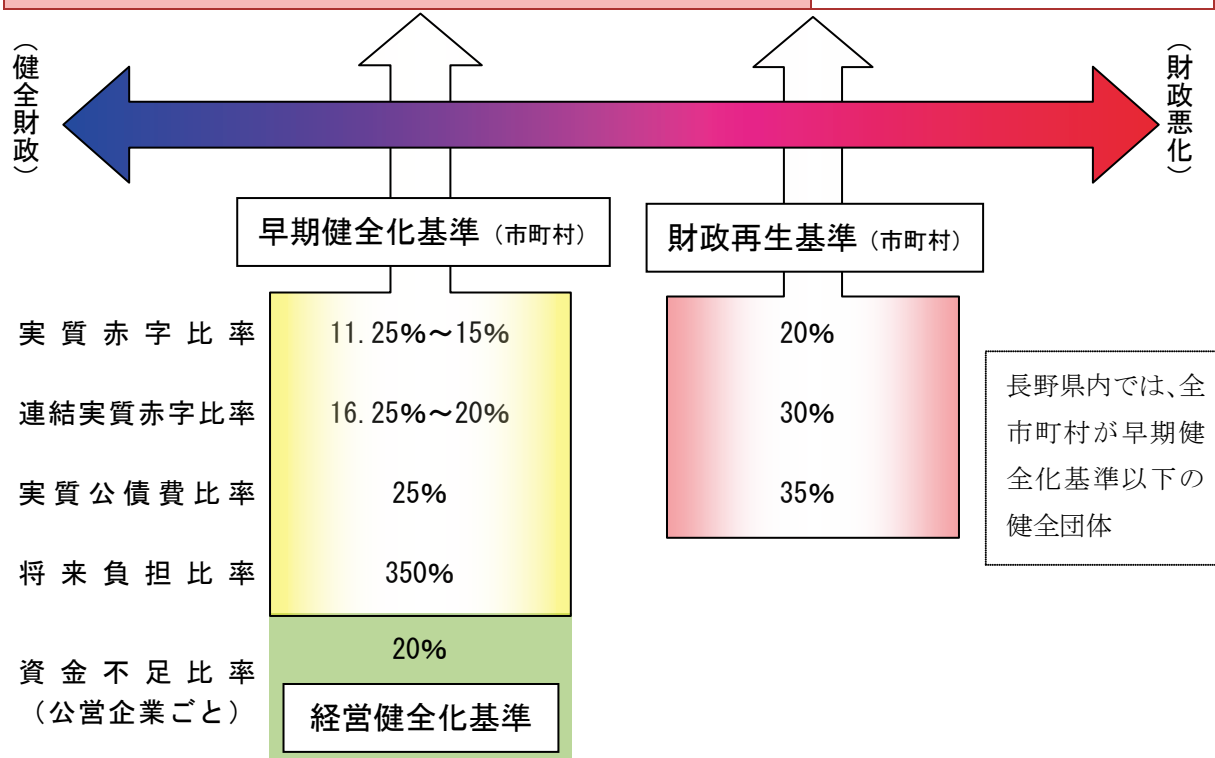 （健全財政）
（財政悪化）
早期健全化基準（市町村）
財政再生基準（市町村）
実質赤字比率 11.25%～15% 20%
連結実質赤字比率 16.25%～20% 30%
実質公債費比率 25% 35%
将来負担比率 350%
長野県内では、全
市町村が早期健
全化基準以下の
健全団体
資金不足比率 20%
（公営企業ごと）
経営健全化基準